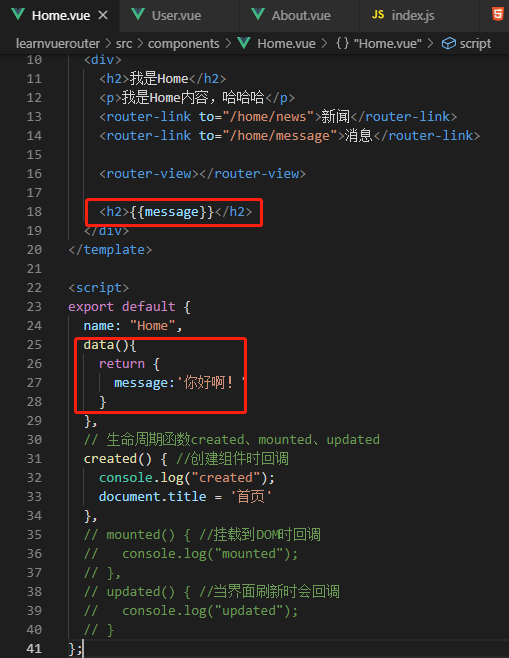 Home.vue × User.vue About.vue JS index.js
learnvuerouter > src > components > Home.vue > {} "Home.vue" > script
10 <div>
11 <h2>我是Home</h2>
12 <p>我是Home内容，哈哈哈</p>
13 <router-link to="/home/news">新闻</router-link>
14 <router-link to="/home/message">消息</router-link>
15
16 <router-view></router-view>
17
18 <h2>{{message}}</h2>
19 </div>
20 </template>
21
22 <script>
23 export default {
24 name: "Home",
25 data(){
26 return {
27 message:'你好啊！'
28 }
29 },
30 // 生命周期函数created、mounted、updated
31 created() { //创建组件时回调
32 console.log("created");
33 document.title = '首页'
34 },
35 // mounted() { //挂载到DOM时回调
36 // console.log("mounted");
37 // },
38 // updated() { //当界面刷新时会回调
39 // console.log("updated");
40 // }
41 };